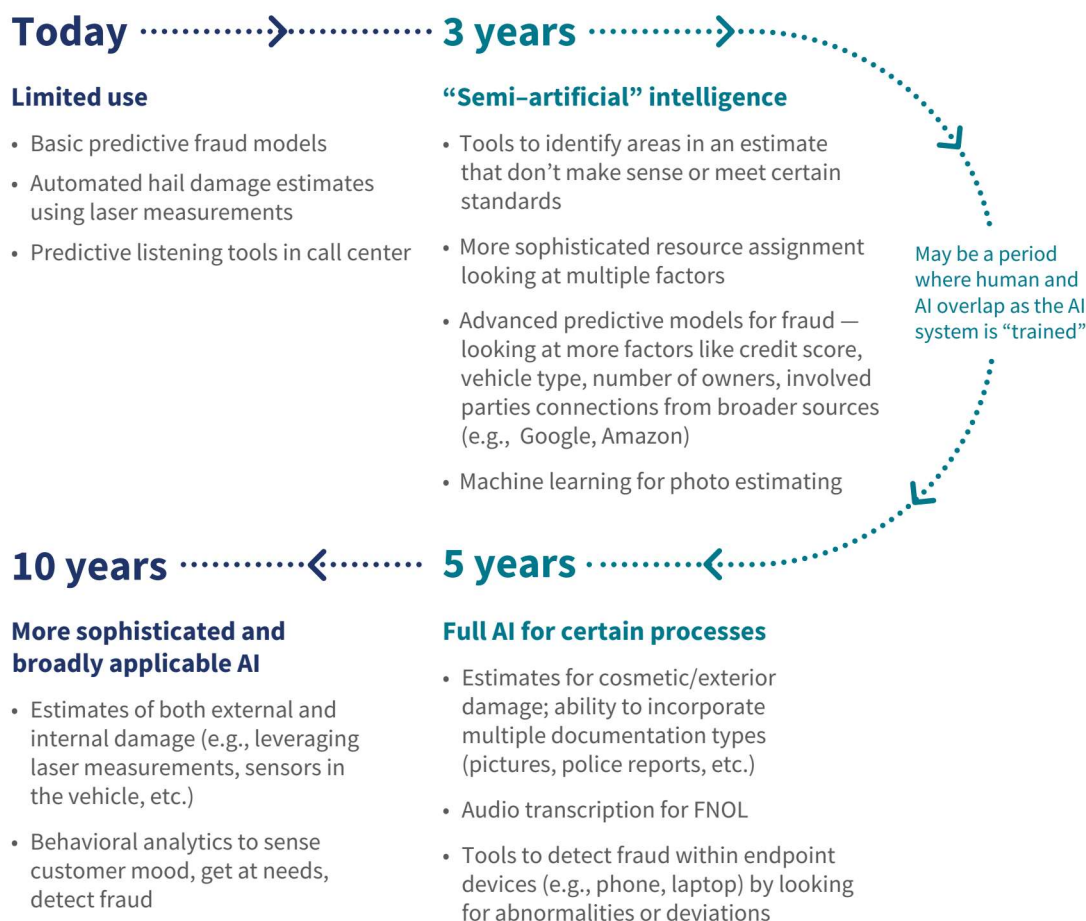 Today
Limited use
• Basic predictive fraud models
• Automated hail damage estimates
using laser measurements
• Predictive listening tools in call center
3 years
“Semi–artificial” intelligence
• Tools to identify areas in an estimate
that don’t make sense or meet certain
standards
• More sophisticated resource assignment
looking at multiple factors
• Advanced predictive models for fraud —
looking at more factors like credit score,
vehicle type, number of owners, involved
parties connections from broader sources
(e.g., Google, Amazon)
• Machine learning for photo estimating
May be a period
where human and
AI overlap as the AI
system is “trained”
5 years
Full AI for certain processes
• Estimates for cosmetic/exterior
damage; ability to incorporate
multiple documentation types
(pictures, police reports, etc.)
• Audio transcription for FNOL
• Tools to detect fraud within endpoint
devices (e.g., phone, laptop) by looking
for abnormalities or deviations
10 years
More sophisticated and
broadly applicable AI
• Estimates of both external and
internal damage (e.g., leveraging
laser measurements, sensors in
the vehicle, etc.)
• Behavioral analytics to sense
customer mood, get at needs,
detect fraud